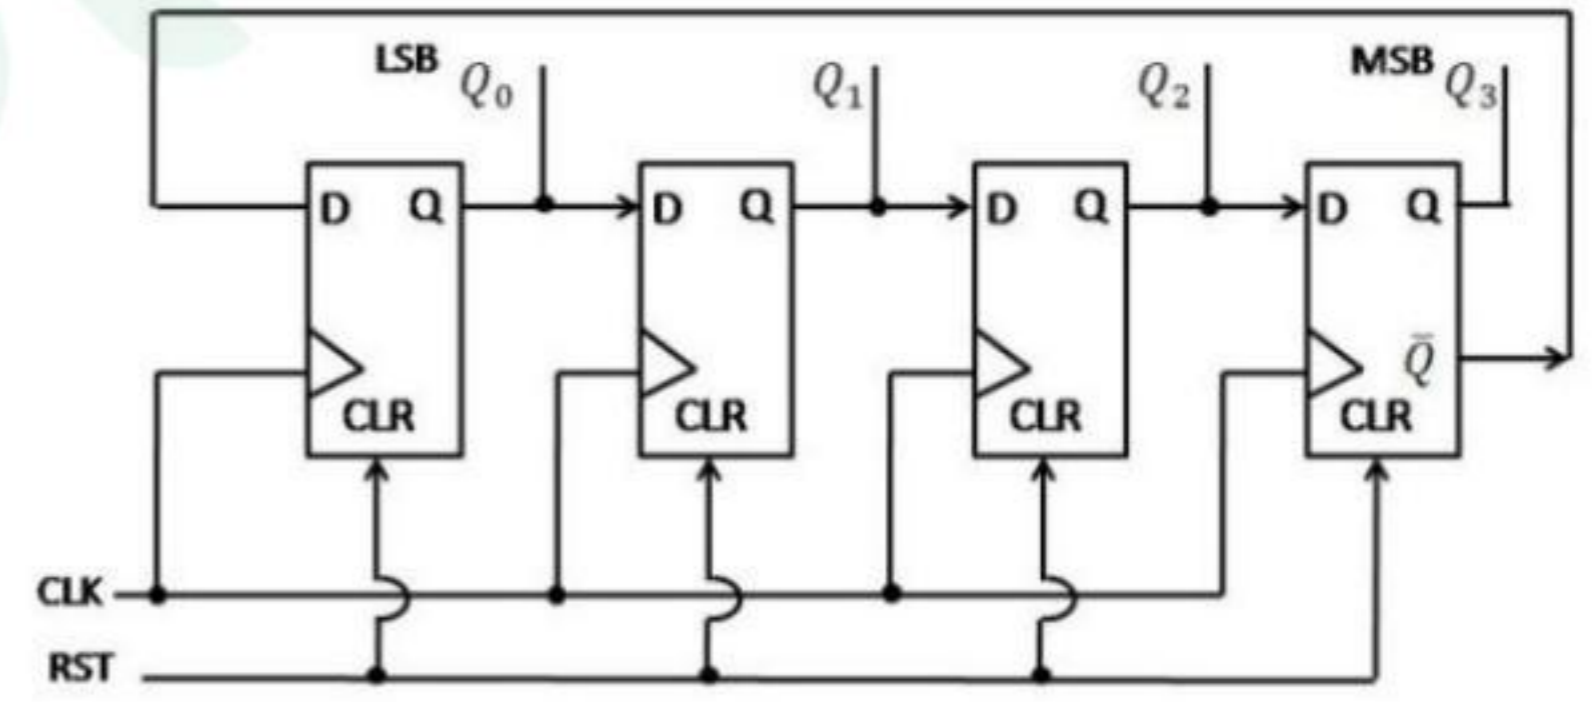 LSB Q₀ Q₁ Q₂ MSB Q₃
D Q D Q D Q D Q
Q̄
CLR CLR CLR CLR
CLK
RST